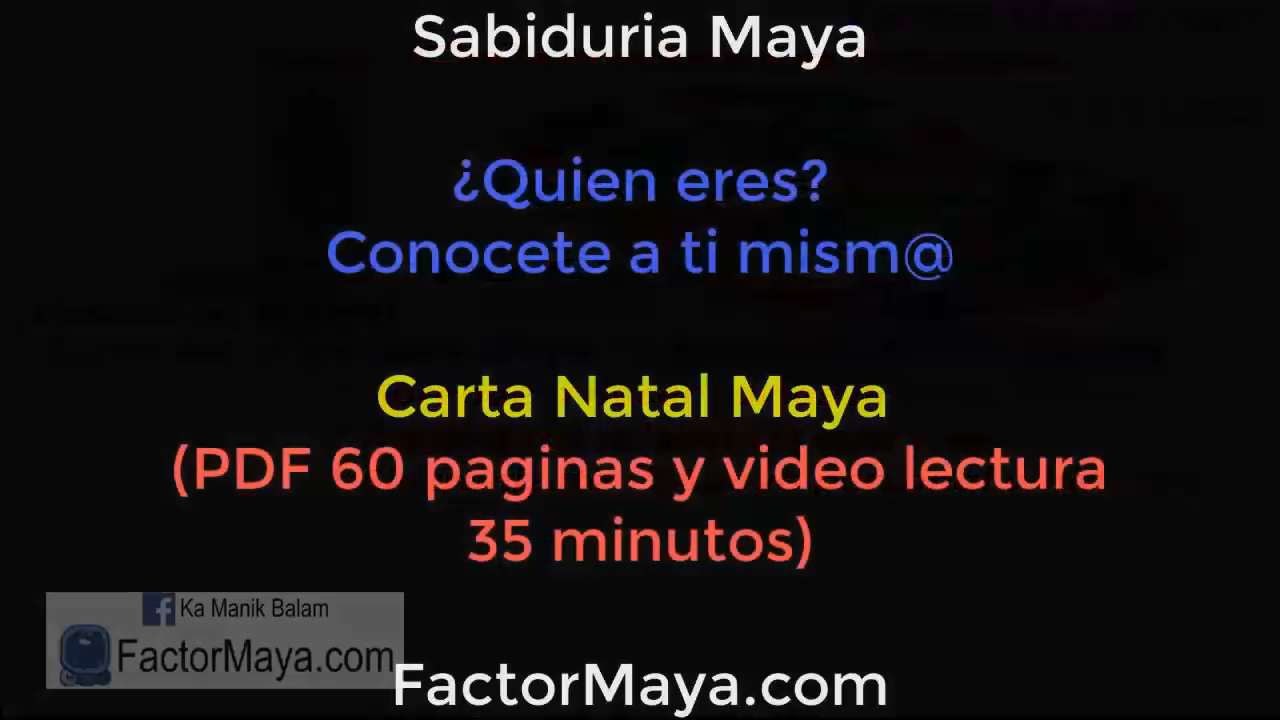 Sabiduria Maya
¿Quien eres?
Conocete a ti mism@
Carta Natal Maya
(PDF 60 paginas y video lectura
35 minutos)
Ka Manik Balam
FactorMaya.com
FactorMaya.com